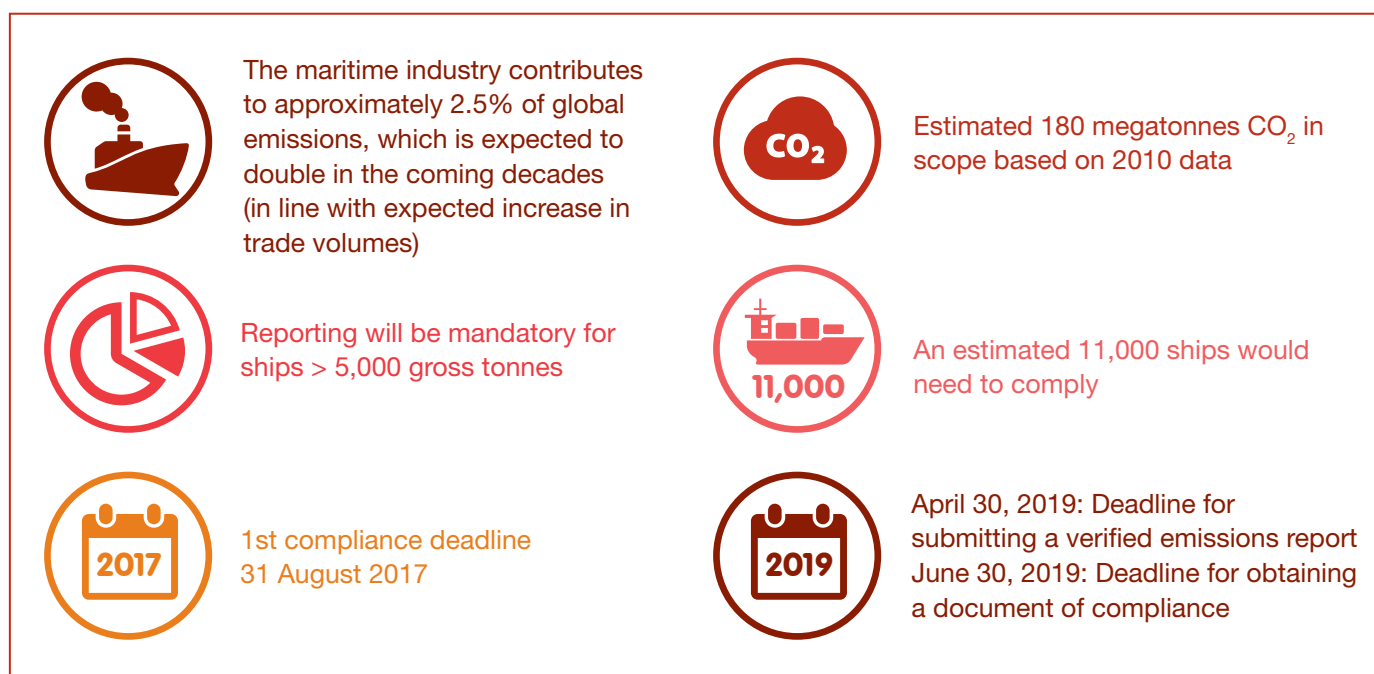 The maritime industry contributes
to approximately 2.5% of global
emissions, which is expected to
double in the coming decades
(in line with expected increase in
trade volumes)
CO₂
Estimated 180 megatonnes CO₂ in
scope based on 2010 data
Reporting will be mandatory for
ships > 5,000 gross tonnes
11,000
An estimated 11,000 ships would
need to comply
2017
1st compliance deadline
31 August 2017
2019
April 30, 2019: Deadline for
submitting a verified emissions report
June 30, 2019: Deadline for obtaining
a document of compliance